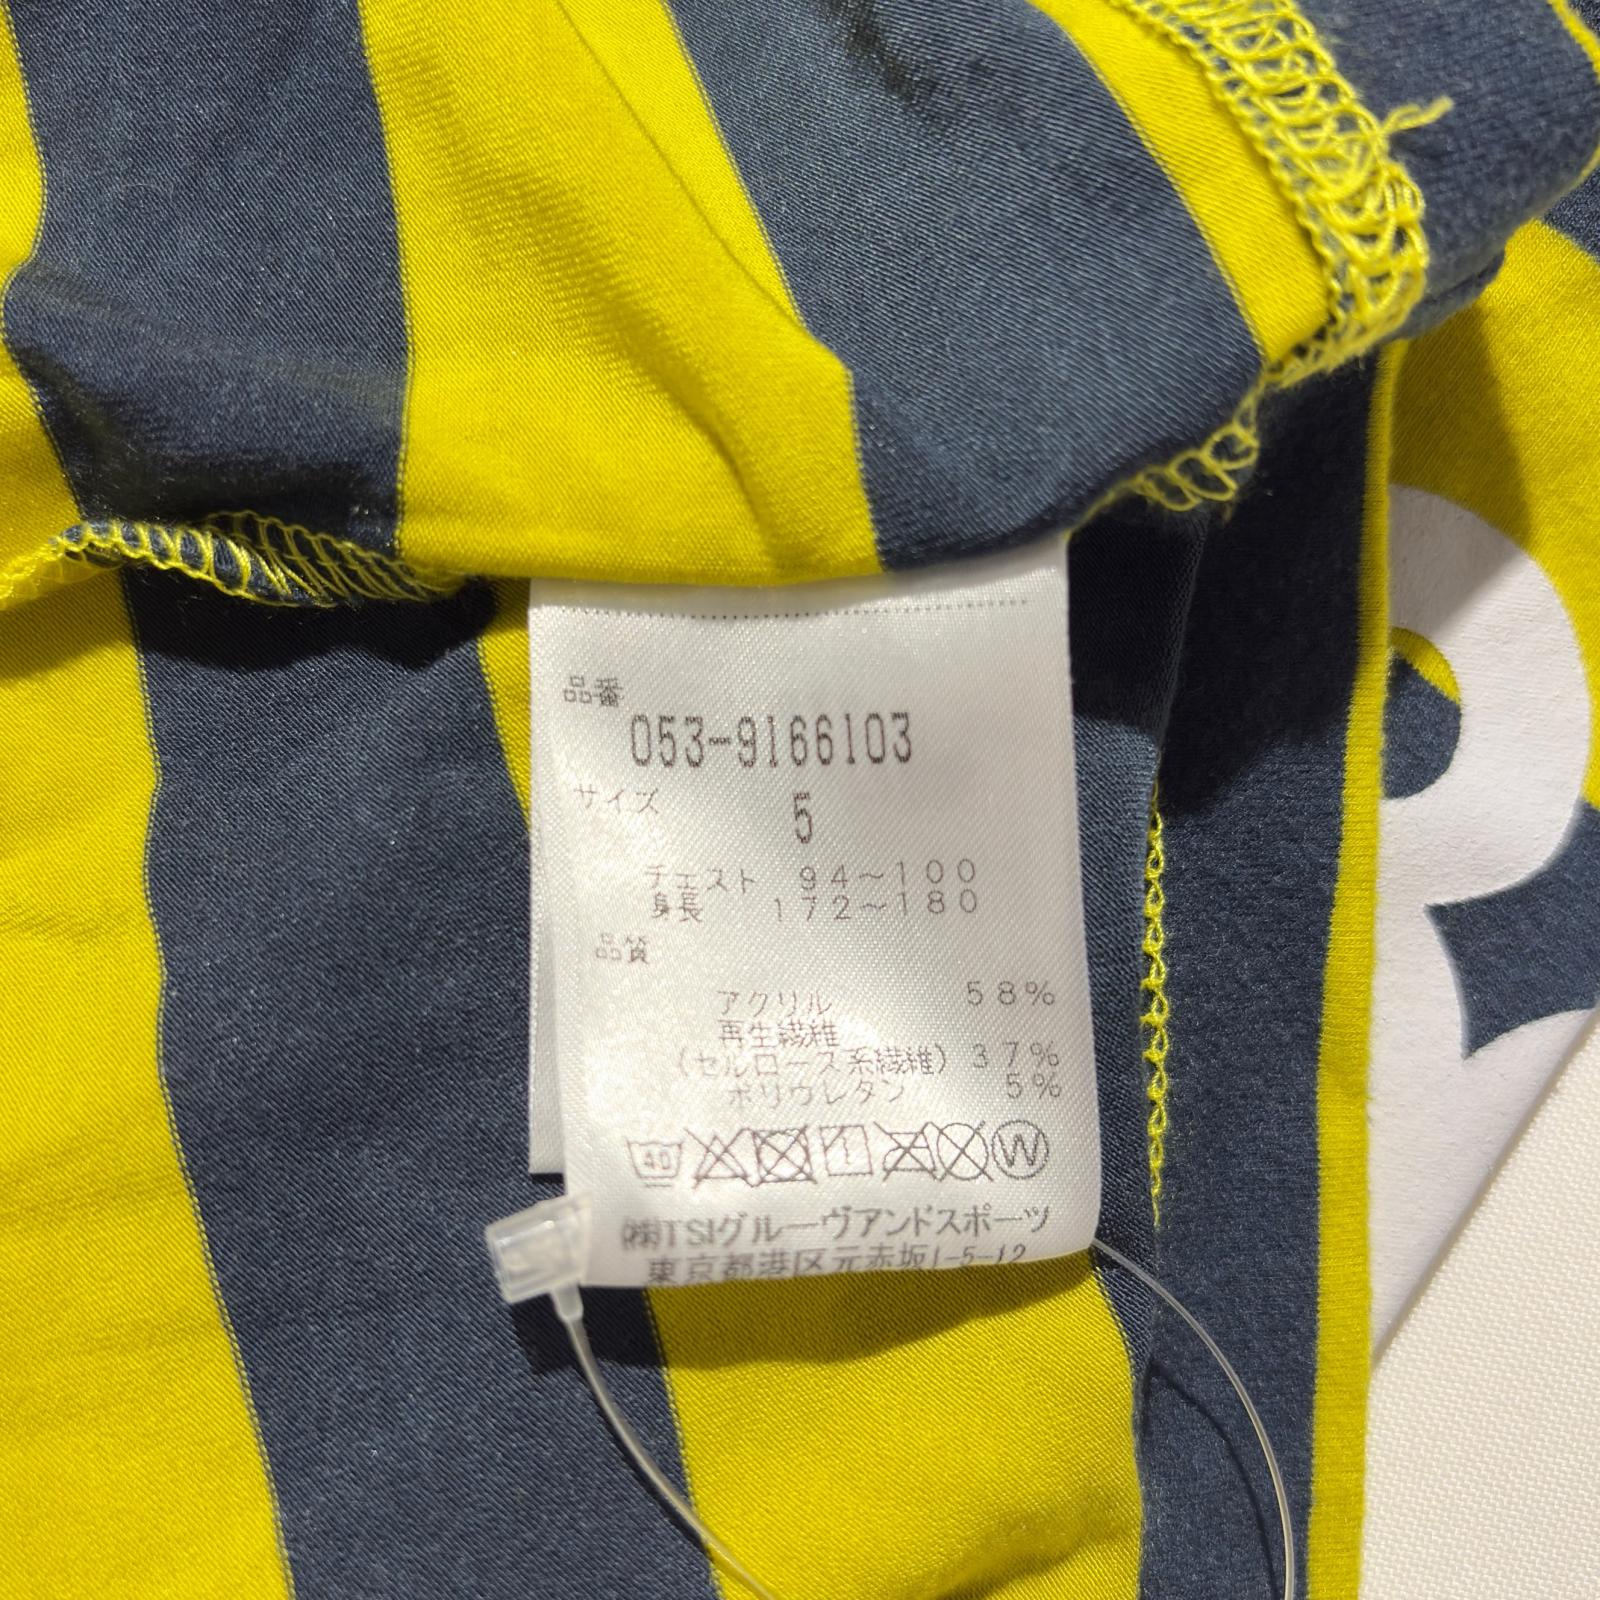 品番
053-9166103
サイズ 5
チェスト 94~100
身長 172~180
品質
アクリル 58%
再生繊維
(セルロース系繊維) 37%
ポリウレタン 5%
40 W
㈱TSIグルーヴアンドスポーツ
東京都港区元赤坂1-5-12